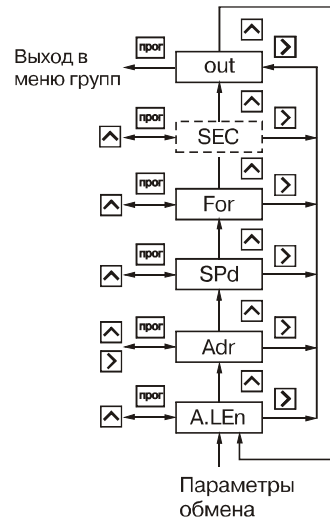 Выход в
меню групп
прог
out
прог
SEC
прог
For
прог
SPd
прог
Adr
прог
A.LEn
Параметры
обмена